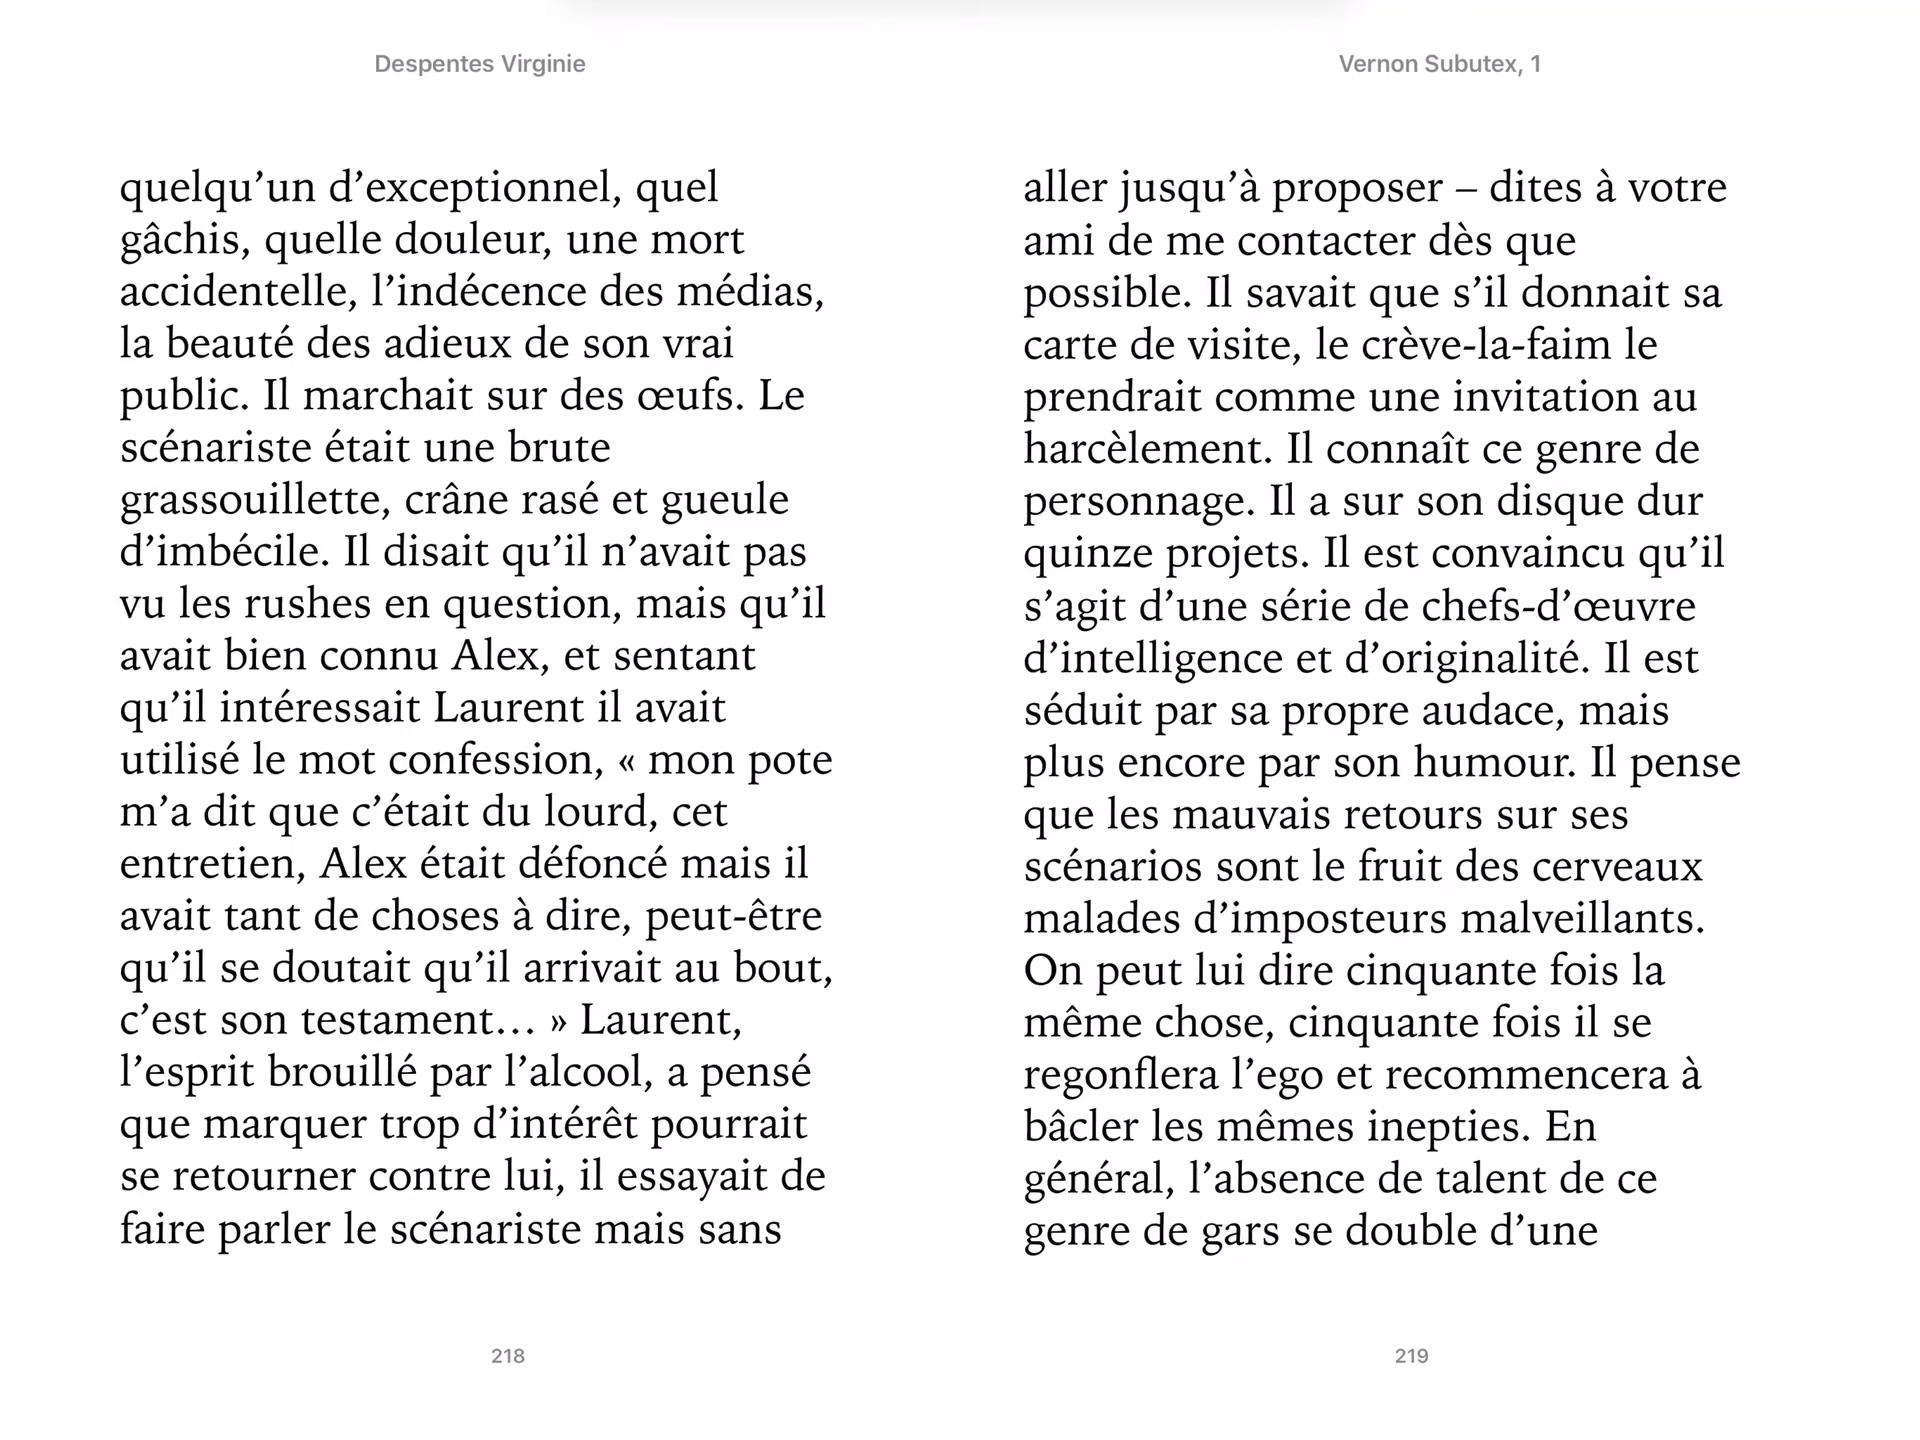 Despentes Virginie
quelqu’un d’exceptionnel, quel
gâchis, quelle douleur, une mort
accidentelle, l’indécence des médias,
la beauté des adieux de son vrai
public. Il marchait sur des œufs. Le
scénariste était une brute
grassouillette, crâne rasé et gueule
d’imbécile. Il disait qu’il n’avait pas
vu les rushes en question, mais qu’il
avait bien connu Alex, et sentant
qu’il intéressait Laurent il avait
utilisé le mot confession, « mon pote
m’a dit que c’était du lourd, cet
entretien, Alex était défoncé mais il
avait tant de choses à dire, peut-être
qu’il se doutait qu’il arrivait au bout,
c’est son testament… » Laurent,
l’esprit brouillé par l’alcool, a pensé
que marquer trop d’intérêt pourrait
se retourner contre lui, il essayait de
faire parler le scénariste mais sans
218
Vernon Subutex, 1
aller jusqu’à proposer – dites à votre
ami de me contacter dès que
possible. Il savait que s’il donnait sa
carte de visite, le crève-la-faim le
prendrait comme une invitation au
harcèlement. Il connaît ce genre de
personnage. Il a sur son disque dur
quinze projets. Il est convaincu qu’il
s’agit d’une série de chefs-d’œuvre
d’intelligence et d’originalité. Il est
séduit par sa propre audace, mais
plus encore par son humour. Il pense
que les mauvais retours sur ses
scénarios sont le fruit des cerveaux
malades d’imposteurs malveillants.
On peut lui dire cinquante fois la
même chose, cinquante fois il se
regonflera l’ego et recommencera à
bâcler les mêmes inepties. En
général, l’absence de talent de ce
genre de gars se double d’une
219